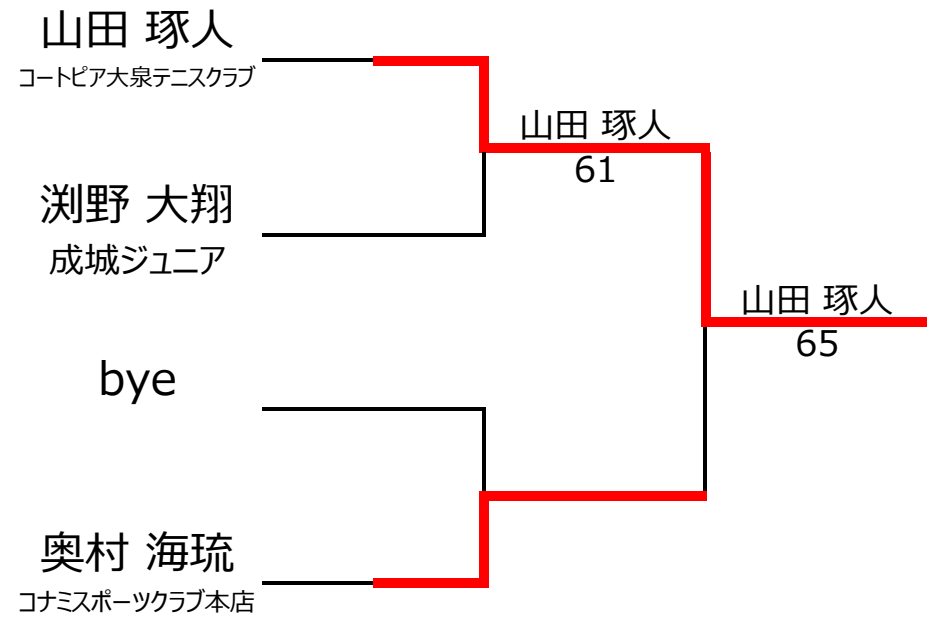 山田 琢人
コートピア大泉テニスクラブ
山田 琢人
61
渕野 大翔
成城ジュニア
山田 琢人
65
bye
奥村 海琉
コナミスポーツクラブ本店